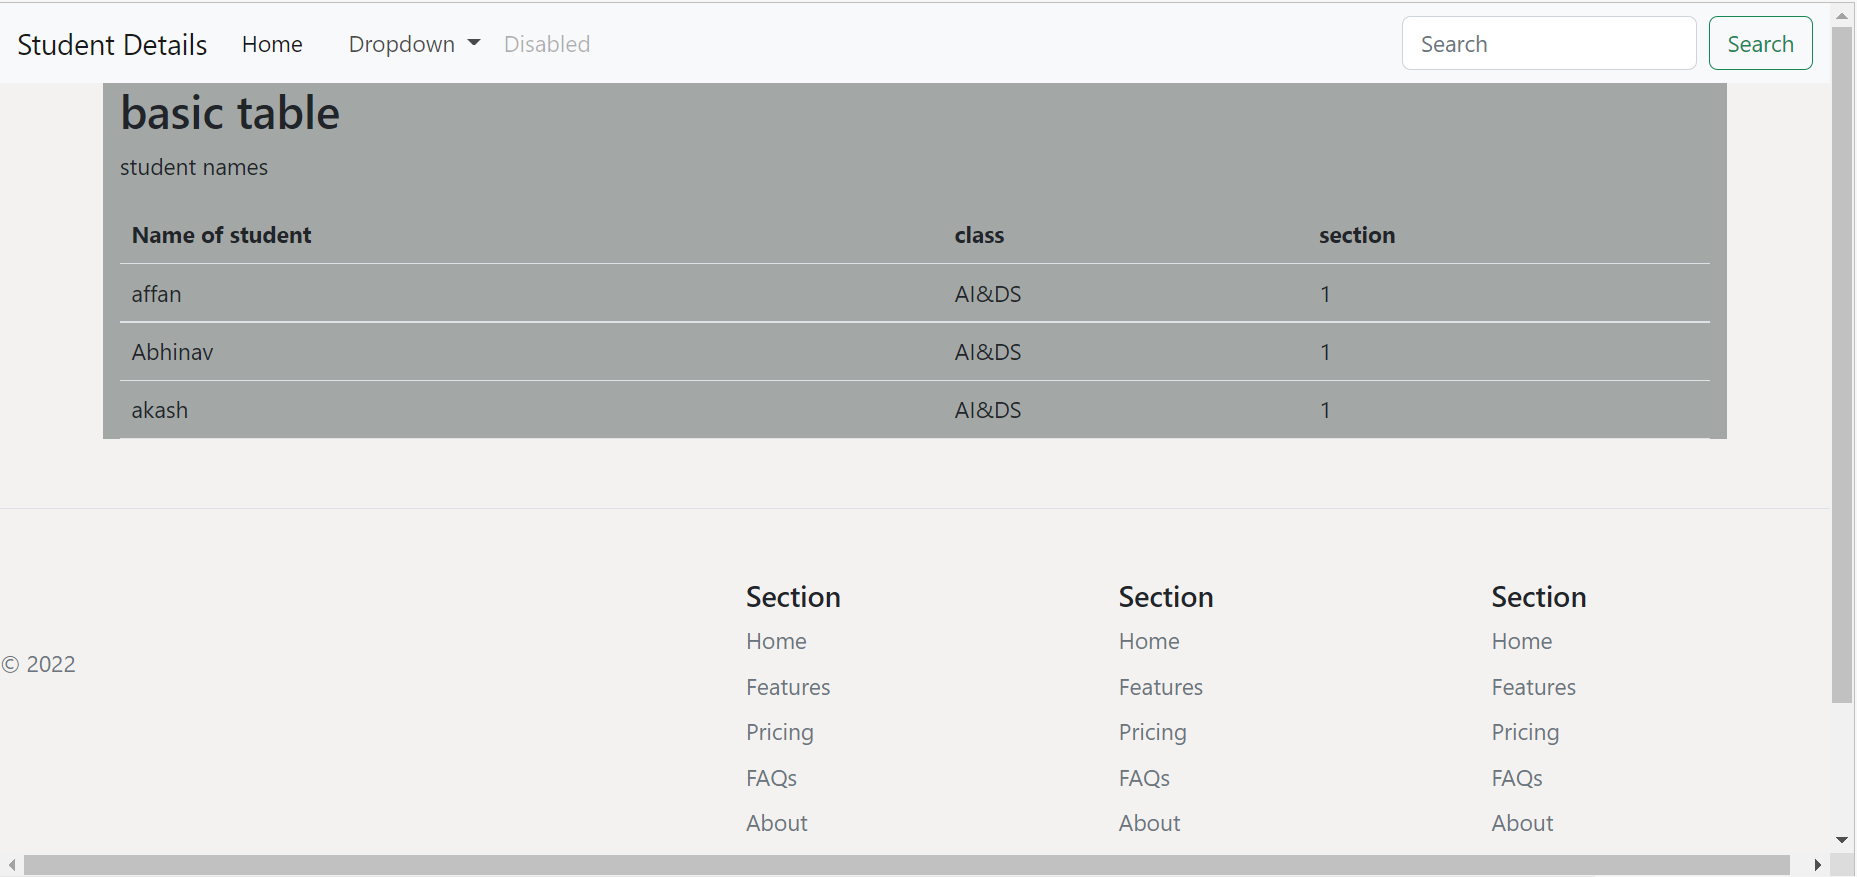 Student Details Home Dropdown Disabled Search Search
basic table
student names
Name of student class section
affan AI&DS 1
Abhinav AI&DS 1
akash AI&DS 1
© 2022
Section
Home
Features
Pricing
FAQs
About
Section
Home
Features
Pricing
FAQs
About
Section
Home
Features
Pricing
FAQs
About